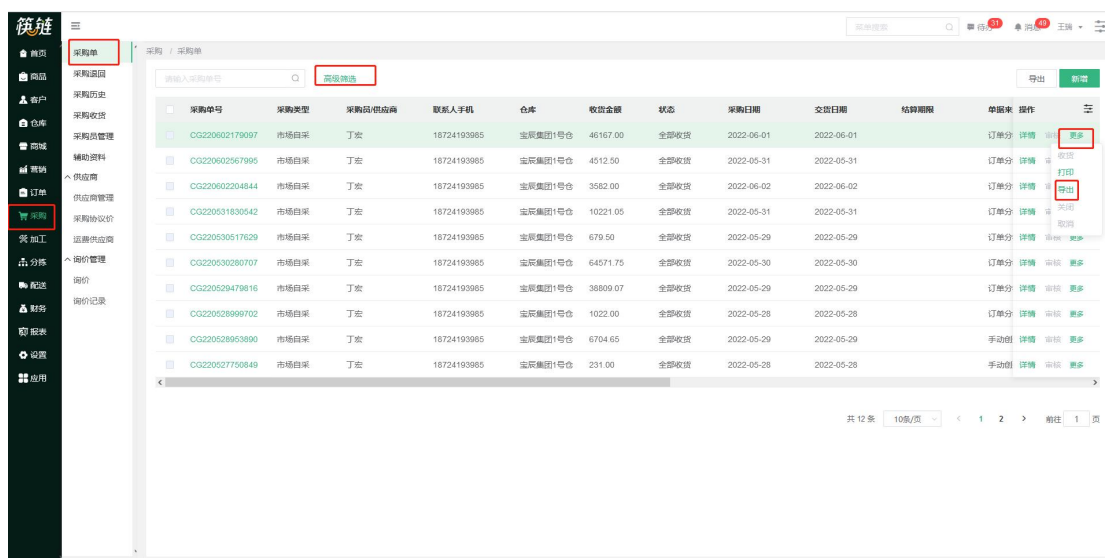 筷链
菜单搜索 待办 31 消息 49 王瑞
首页
商品
客户
仓库
商城
营销
订单
采购
加工
分拣
配送
财务
报表
设置
应用
采购单
采购退回
采购历史
采购收货
采购员管理
辅助资料
供应商
供应商管理
采购协议价
运费供应商
询价管理
询价
询价记录
采购 / 采购单
请输入采购单号 高级筛选 导出 新增
采购单号 采购类型 采购员/供应商 联系人手机 仓库 收货金额 状态 采购日期 交货日期 结算期限 单据来 操作
CG220602179097 市场自采 丁宏 18724193985 宝辰集团1号仓 46167.00 全部收货 2022-06-01 2022-06-01 订单分 详情 审核 更多
CG220602567995 市场自采 丁宏 18724193985 宝辰集团1号仓 4512.50 全部收货 2022-05-31 2022-05-31 订单分 详情
CG220602204844 市场自采 丁宏 18724193985 宝辰集团1号仓 3582.00 全部收货 2022-06-02 2022-06-02 订单分 详情
CG220531830542 市场自采 丁宏 18724193985 宝辰集团1号仓 10221.05 全部收货 2022-05-31 2022-05-31 订单分 详情
收货
打印
导出
关闭
取消
CG220530517629 市场自采 丁宏 18724193985 宝辰集团1号仓 679.50 全部收货 2022-05-29 2022-05-29 订单分 详情 审核 更多
CG220530280707 市场自采 丁宏 18724193985 宝辰集团1号仓 64571.75 全部收货 2022-05-30 2022-05-30 订单分 详情 审核 更多
CG220529479816 市场自采 丁宏 18724193985 宝辰集团1号仓 38809.07 全部收货 2022-05-29 2022-05-29 订单分 详情 审核 更多
CG220528999702 市场自采 丁宏 18724193985 宝辰集团1号仓 1022.00 全部收货 2022-05-28 2022-05-28 订单分 详情 审核 更多
CG220528953890 市场自采 丁宏 18724193985 宝辰集团1号仓 6704.65 全部收货 2022-05-29 2022-05-29 手动创 详情 审核 更多
CG220527750849 市场自采 丁宏 18724193985 宝辰集团1号仓 231.00 全部收货 2022-05-28 2022-05-28 手动创 详情 审核 更多
共 12 条 10条/页 1 2 前往 1 页